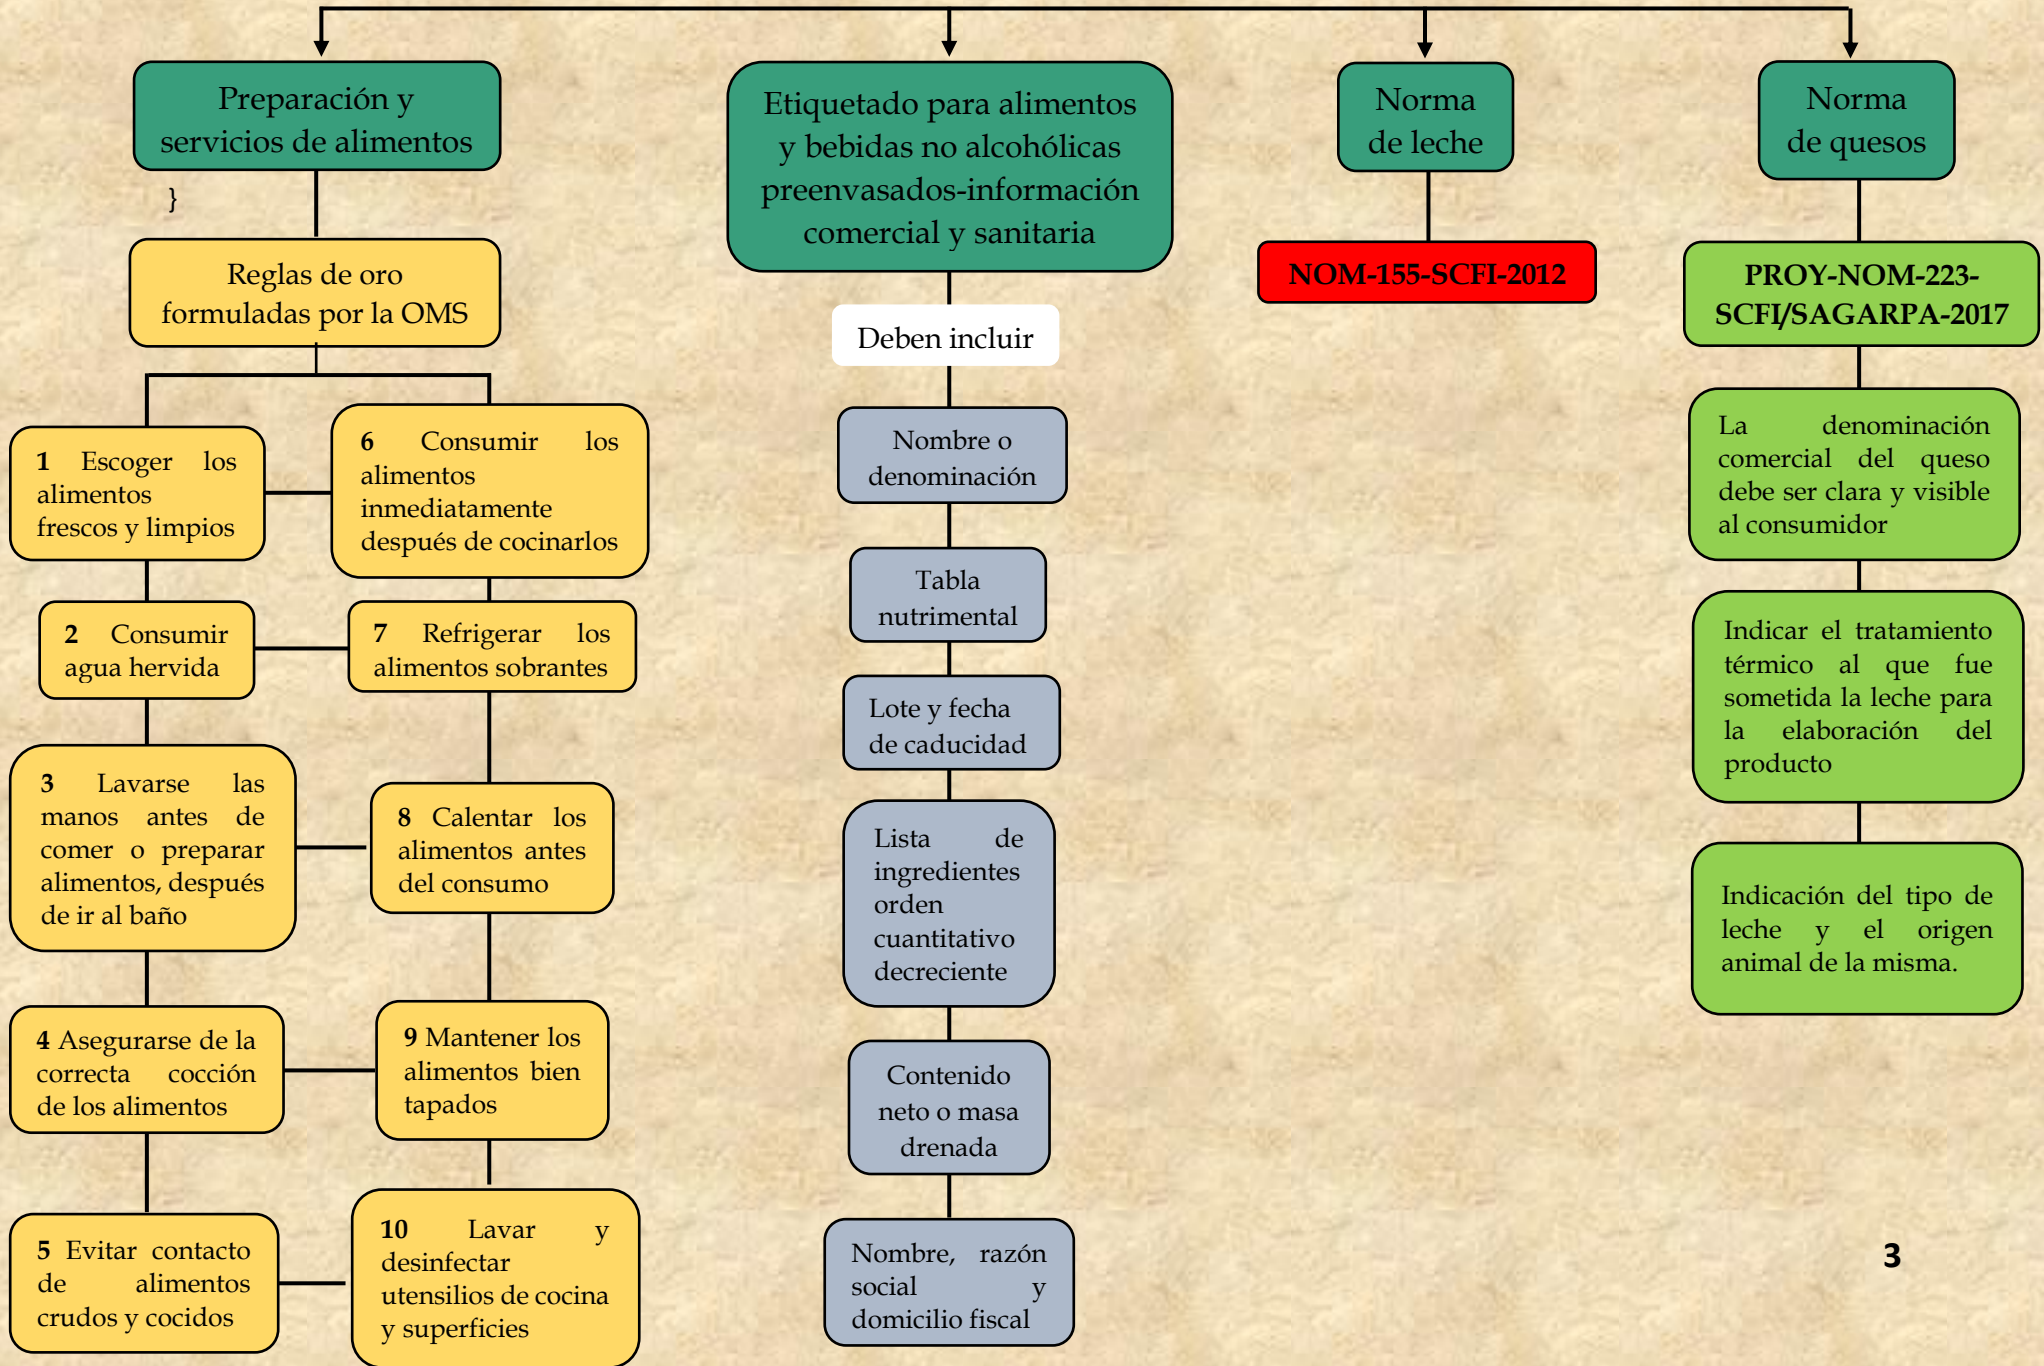 Preparación y
servicios de alimentos
}
Reglas de oro
formuladas por la OMS
1 Escoger los
alimentos
frescos y limpios
6 Consumir los
alimentos
inmediatamente
después de cocinarlos
2 Consumir
agua hervida
7 Refrigerar los
alimentos sobrantes
3 Lavarse las
manos antes de
comer o preparar
alimentos, después
de ir al baño
8 Calentar los
alimentos antes
del consumo
4 Asegurarse de la
correcta cocción
de los alimentos
9 Mantener los
alimentos bien
tapados
5 Evitar contacto
de alimentos
crudos y cocidos
10 Lavar y
desinfectar
utensilios de cocina
y superficies
Etiquetado para alimentos
y bebidas no alcohólicas
preenvasados-información
comercial y sanitaria
Deben incluir
Nombre o
denominación
Tabla
nutrimental
Lote y fecha
de caducidad
Lista de
ingredientes
orden
cuantitativo
decreciente
Contenido
neto o masa
drenada
Nombre, razón
social y
domicilio fiscal
Norma
de leche
NOM-155-SCFI-2012
Norma
de quesos
PROY-NOM-223-
SCFI/SAGARPA-2017
La denominación
comercial del queso
debe ser clara y visible
al consumidor
Indicar el tratamiento
térmico al que fue
sometida la leche para
la elaboración del
producto
Indicación del tipo de
leche y el origen
animal de la misma.
3